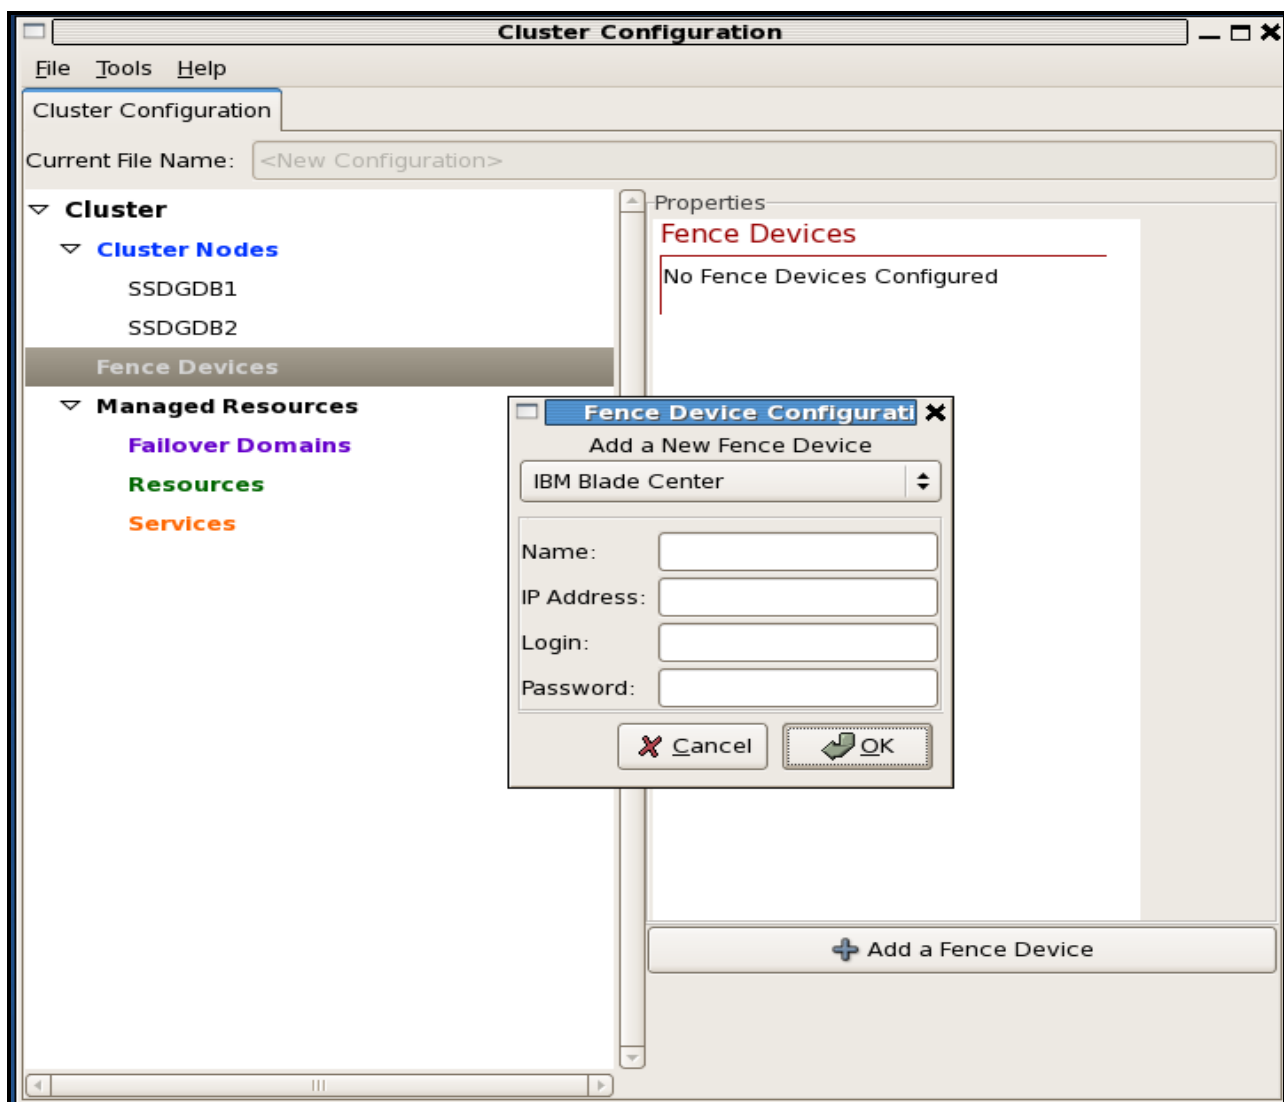 Cluster Configuration
File Tools Help
Cluster Configuration
Current File Name: <New Configuration>
Cluster
Cluster Nodes
SSDGDB1
SSDGDB2
Fence Devices
Managed Resources
Failover Domains
Resources
Services
Properties
Fence Devices
No Fence Devices Configured
Fence Device Configurati
Add a New Fence Device
IBM Blade Center
Name:
IP Address:
Login:
Password:
Cancel OK
Add a Fence Device